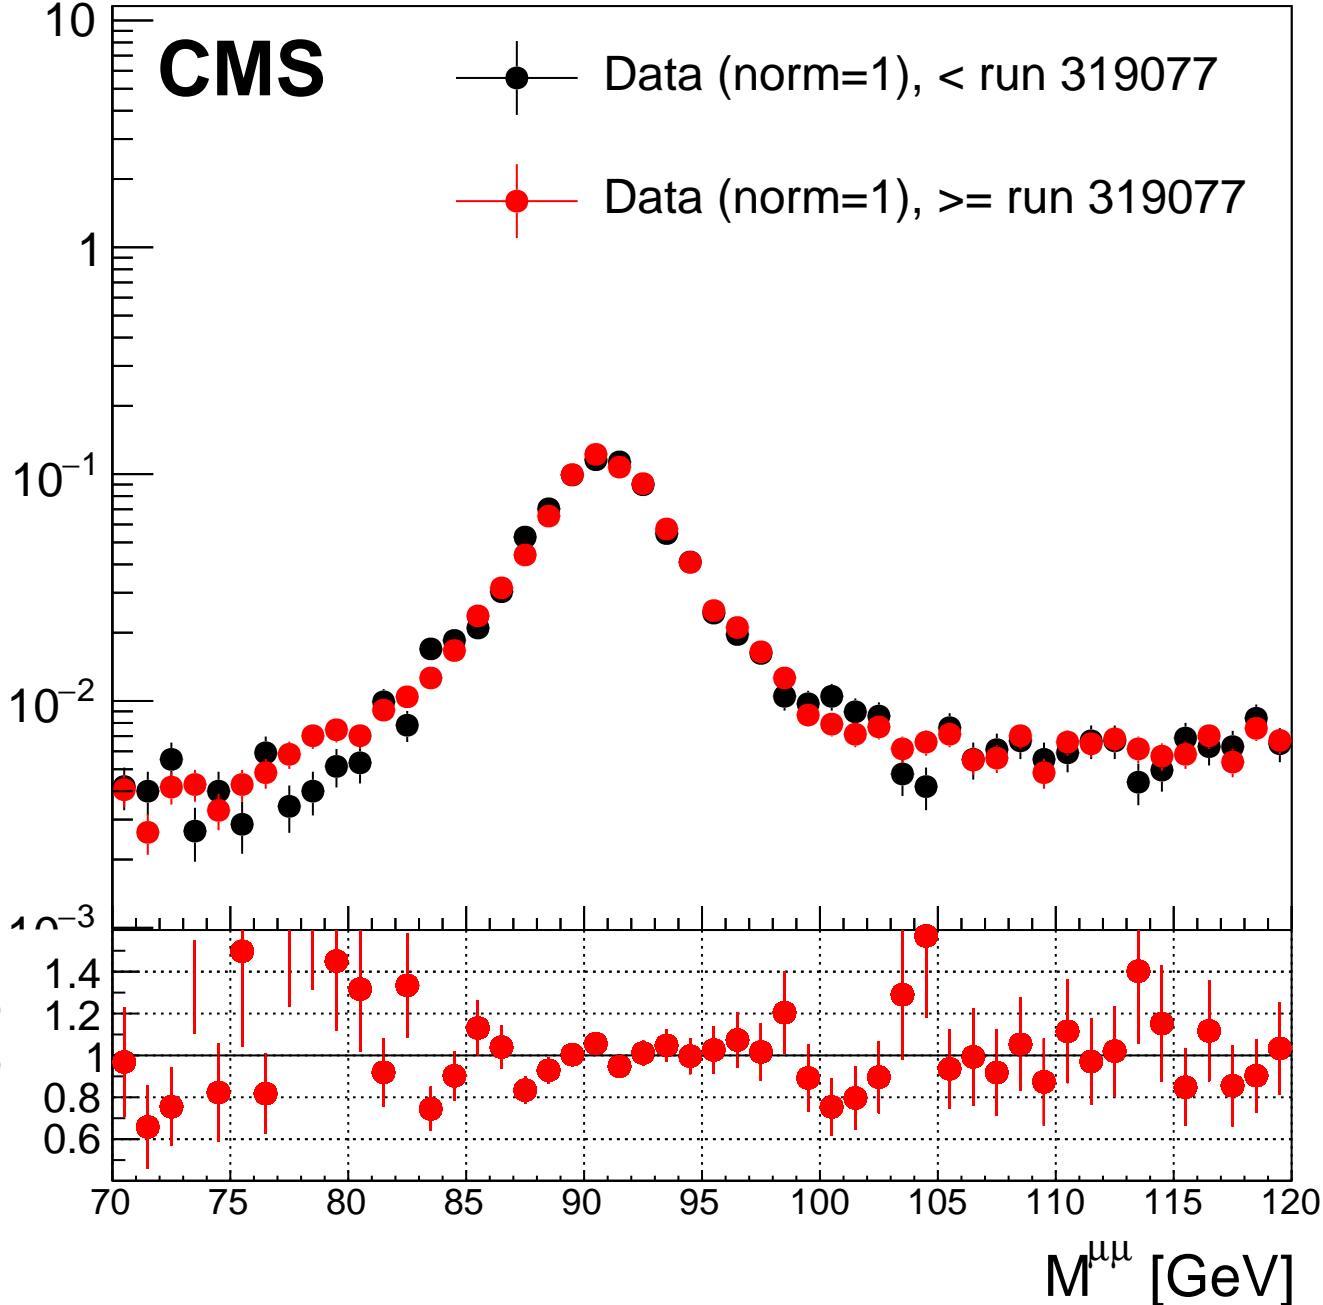 CMS
Data (norm=1), < run 319077
Data (norm=1), >= run 319077
10
1
10⁻¹
10⁻²
10⁻³
1.4
1.2
1
0.8
0.6
70 75 80 85 90 95 100 105 110 115 120
M^μμ [GeV]